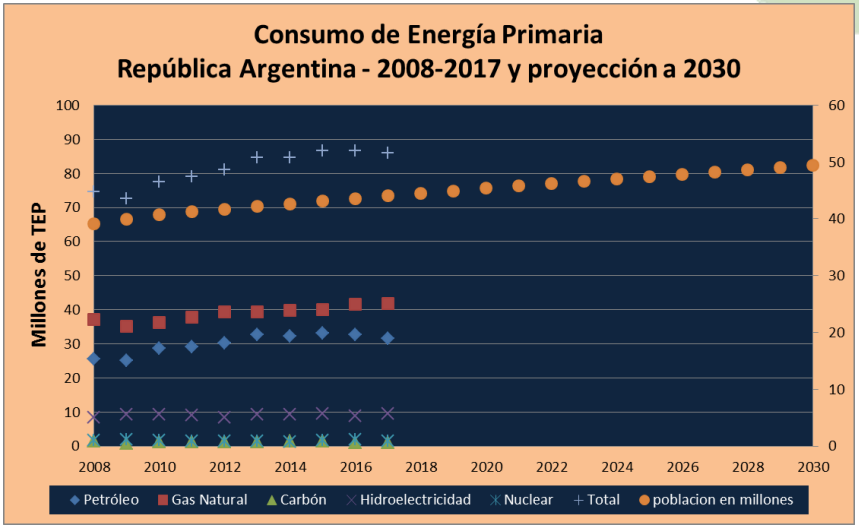 Consumo de Energía Primaria
República Argentina - 2008-2017 y proyección a 2030
100 60
90
80 50
70
60 40
50 30
40
30 20
20
10 10
0 0
Millones de TEP
2008 2010 2012 2014 2016 2018 2020 2022 2024 2026 2028 2030
Petróleo Gas Natural Carbón Hidroelectricidad Nuclear Total poblacion en millones